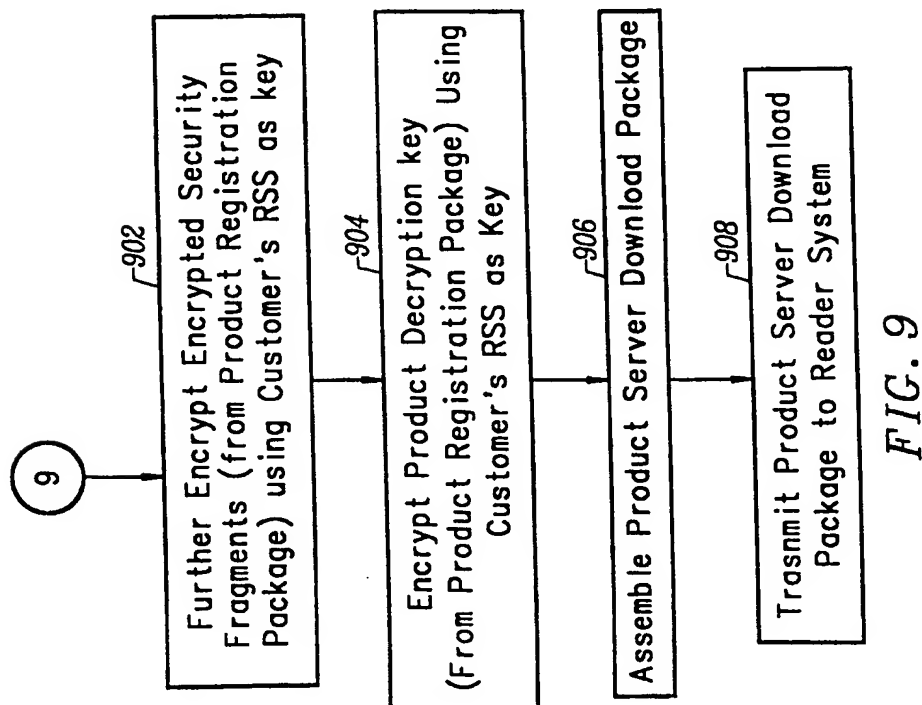 9
902
Further Encrypt Encrypted Security
Fragments (from Product Registration
Package) using Customer's RSS as key
904
Encrypt Product Decryption key
(From Product Registration Package) Using
Customer's RSS as Key
906
Assemble Product Server Download Package
908
Trasnmit Product Server Download
Package to Reader System
FIG. 9